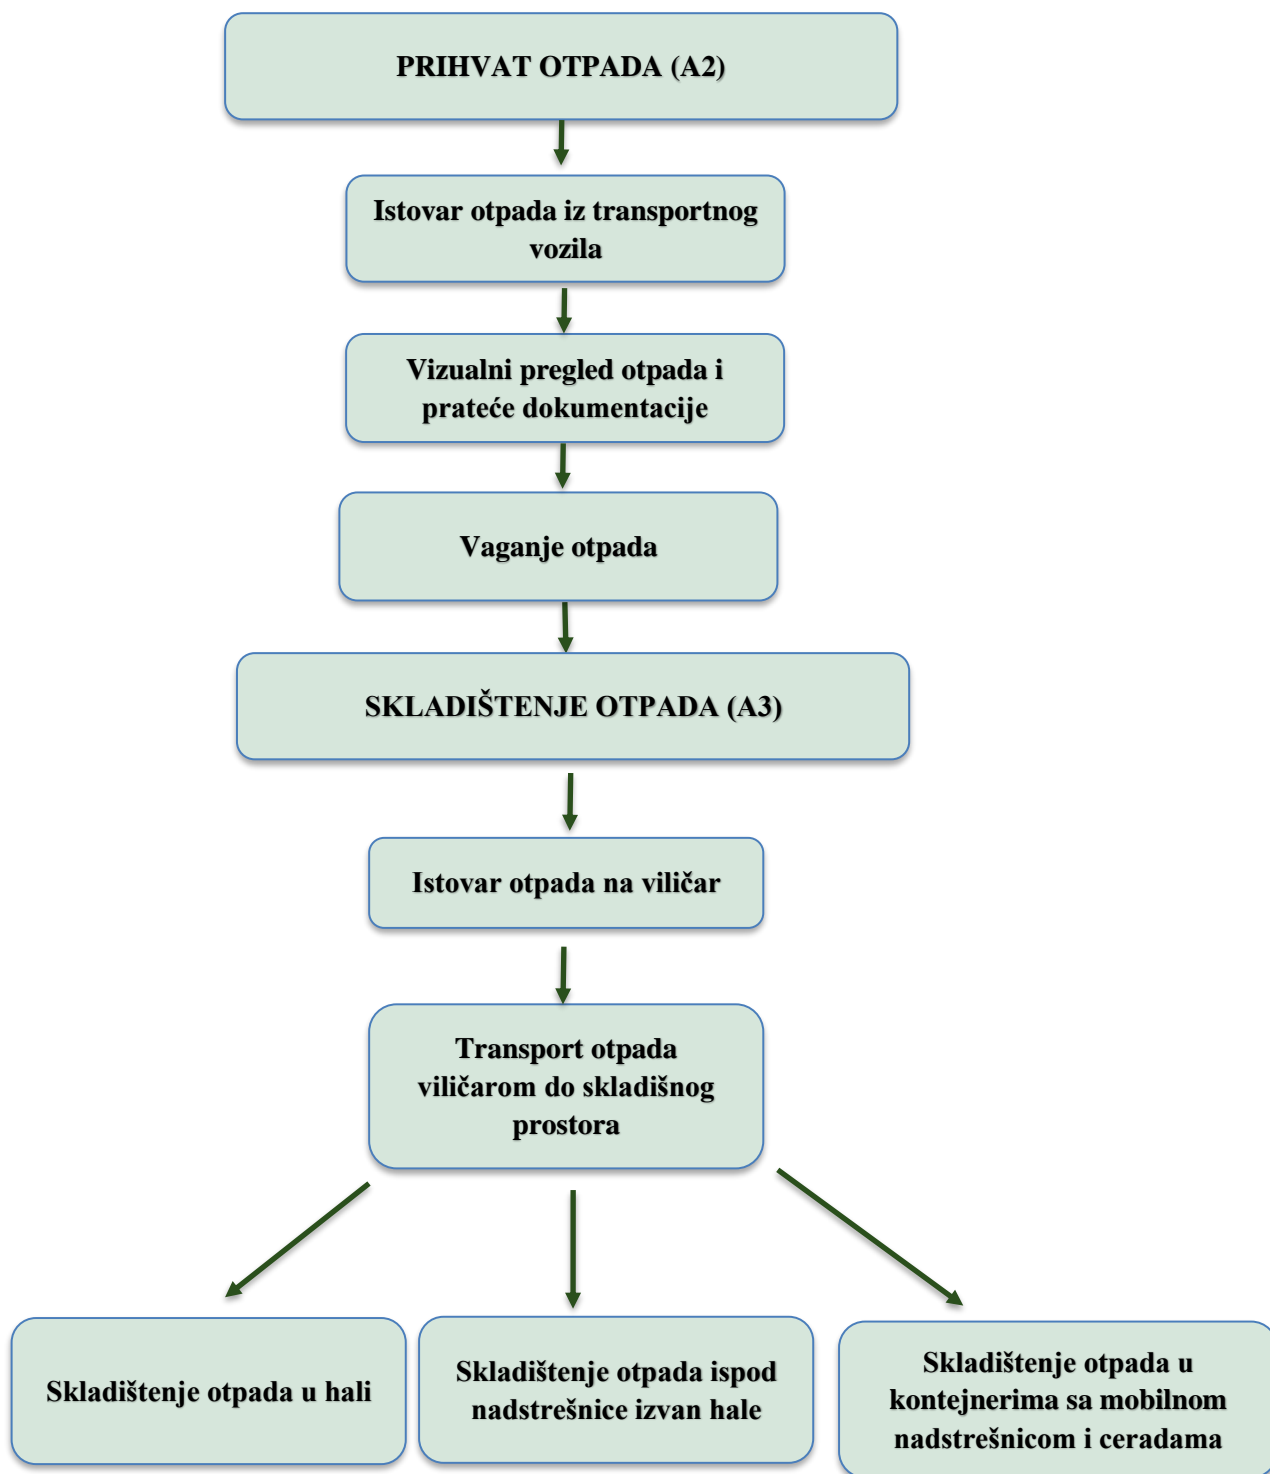 PRIHVAT OTPADA (A2)
Istovar otpada iz transportnog
vozila
Vizualni pregled otpada i
prateće dokumentacije
Vaganje otpada
SKLADIŠTENJE OTPADA (A3)
Istovar otpada na viličar
Transport otpada
viličarom do skladišnog
prostora
Skladištenje otpada u hali
Skladištenje otpada ispod
nadstrešnice izvan hale
Skladištenje otpada u
kontejnerima sa mobilnom
nadstrešnicom i ceradama